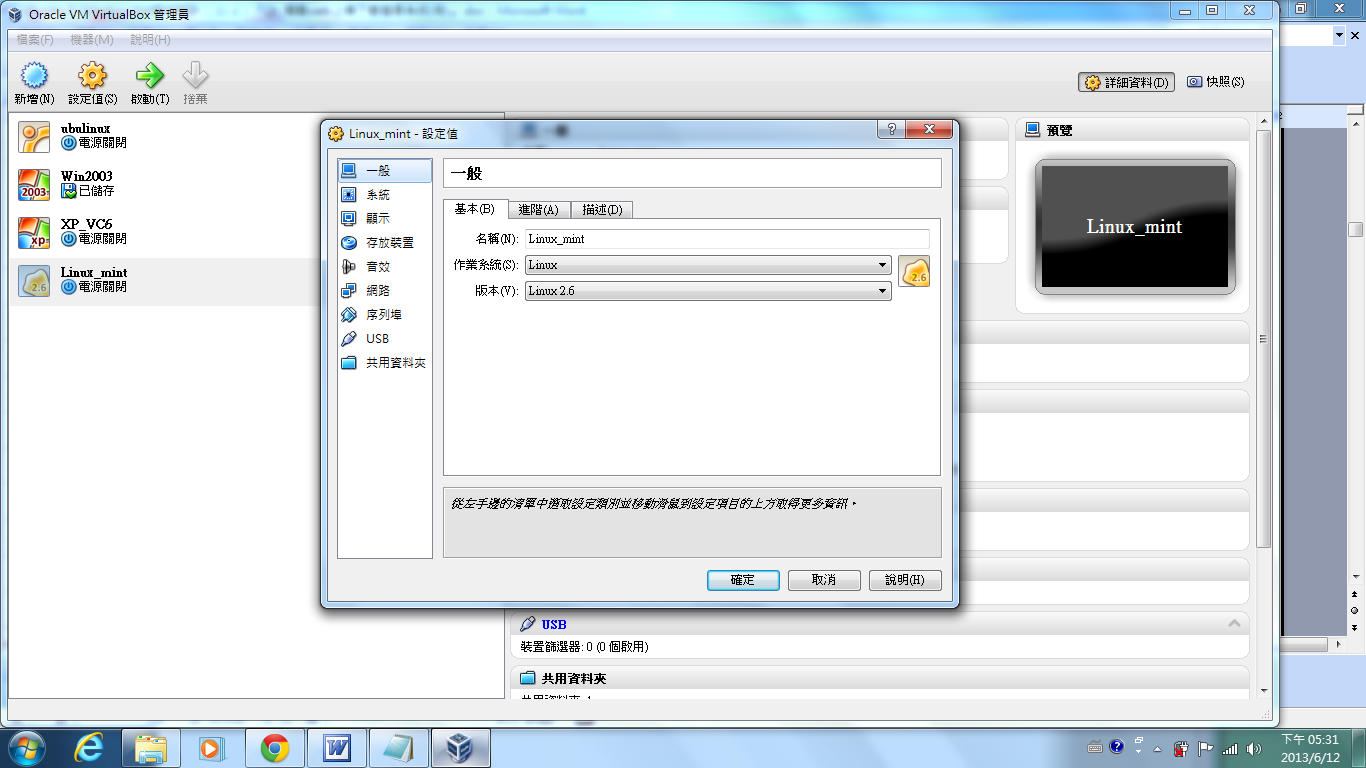 Oracle VM VirtualBox 管理員
檔案(F) 機器(M) 說明(H)
新增(N) 設定值(S) 啟動(T) 捨棄
詳細資料(D) 快照(S)
ubulinux
電源關閉
Win2003
已儲存
XP_VC6
電源關閉
Linux_mint
電源關閉
預覽
Linux_mint
Linux_mint - 設定值
一般
系統
顯示
存放裝置
音效
網路
序列埠
USB
共用資料夾
一般
基本(B) 進階(A) 描述(D)
名稱(N): Linux_mint
作業系統(S): Linux
版本(V): Linux 2.6
2.6
從左手邊的清單中選取設定類別並移動滑鼠到設定項目的上方取得更多資訊。
確定 取消 說明(H)
USB
裝置篩選器: 0 (0 個啟用)
共用資料夾
下午 05:31
2013/6/12